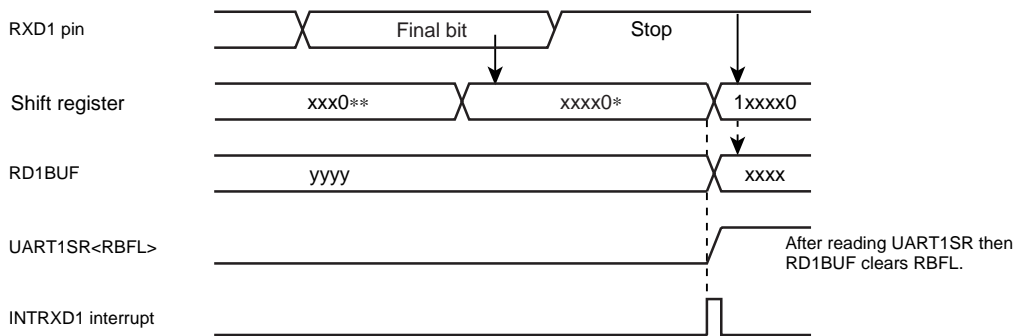 RXD1 pin
Final bit
Stop
Shift register
xxx0**
xxxx0*
1xxxx0
RD1BUF
yyyy
xxxx
UART1SR<RBFL>
After reading UART1SR then
RD1BUF clears RBFL.
INTRXD1 interrupt